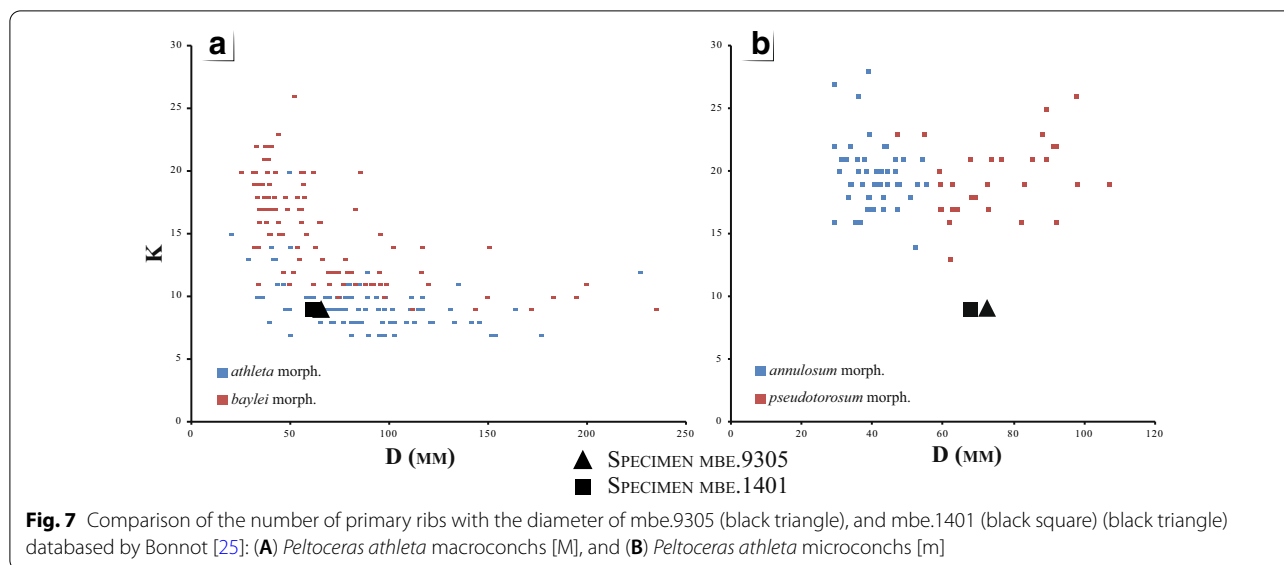 a
b
30
25
20
15
10
5
0
K
athleta morph.
baylei morph.
0 50 100 150 200 250
D (MM)
30
25
20
15
10
5
0
annulosum morph.
pseudotorosum morph.
0 20 40 60 80 100 120
D (MM)
SPECIMEN MBE.9305
SPECIMEN MBE.1401
Fig. 7 Comparison of the number of primary ribs with the diameter of mbe.9305 (black triangle), and mbe.1401 (black square) (black triangle)
databased by Bonnot [25]: (A) Peltoceras athleta macroconchs [M], and (B) Peltoceras athleta microconchs [m]